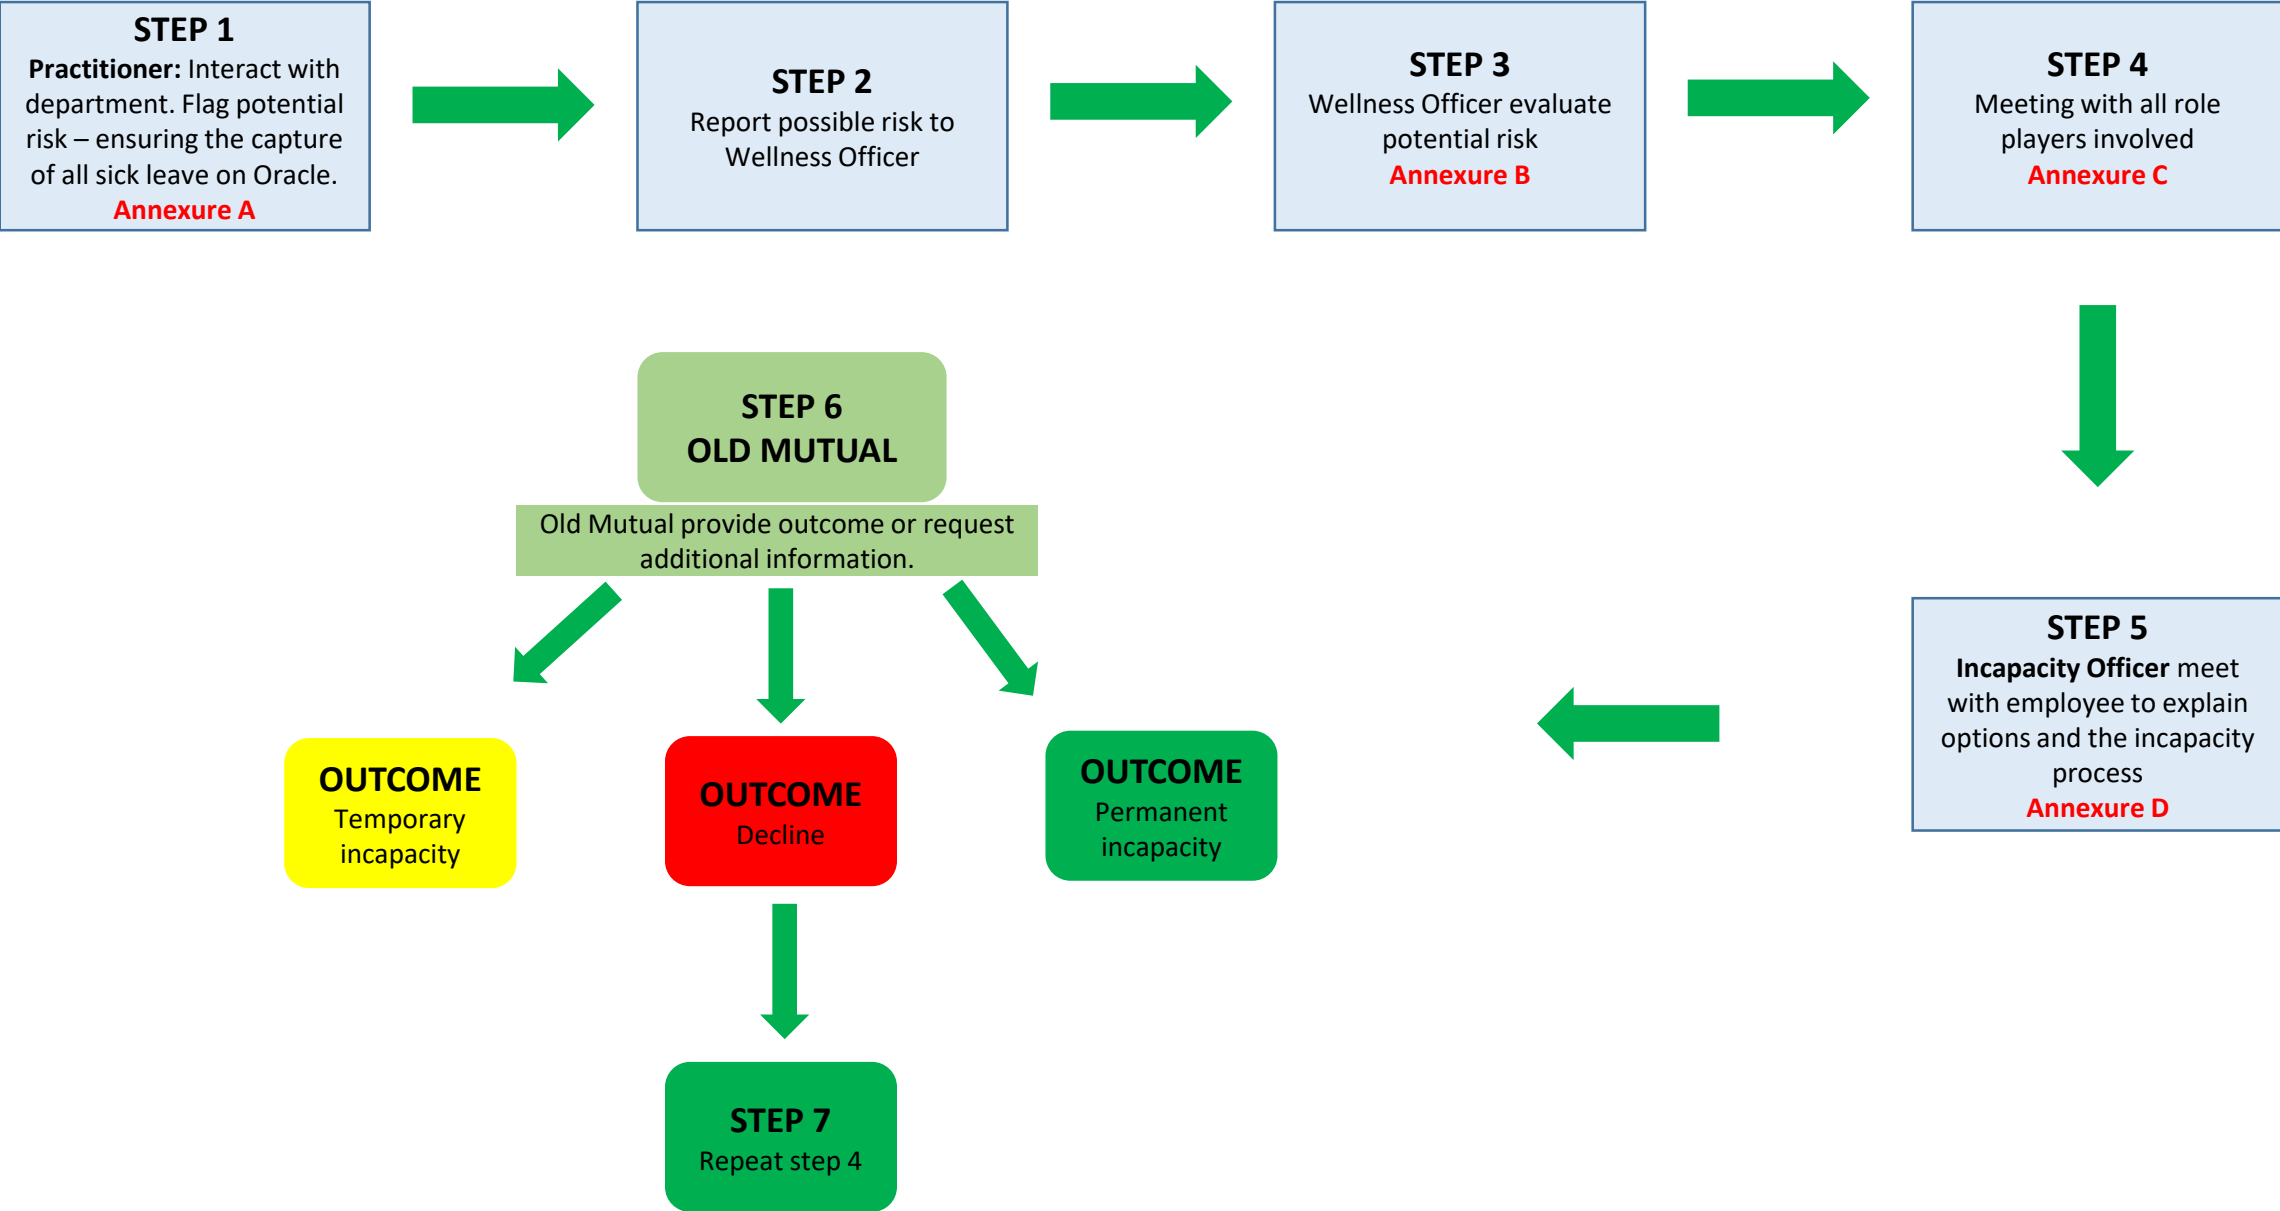 STEP 1
Practitioner: Interact with
department. Flag potential
risk – ensuring the capture
of all sick leave on Oracle.
Annexure A
STEP 2
Report possible risk to
Wellness Officer
STEP 3
Wellness Officer evaluate
potential risk
Annexure B
STEP 4
Meeting with all role
players involved
Annexure C
STEP 5
Incapacity Officer meet
with employee to explain
options and the incapacity
process
Annexure D
STEP 6
OLD MUTUAL
Old Mutual provide outcome or request
additional information.
OUTCOME
Temporary
incapacity
OUTCOME
Decline
OUTCOME
Permanent
incapacity
STEP 7
Repeat step 4